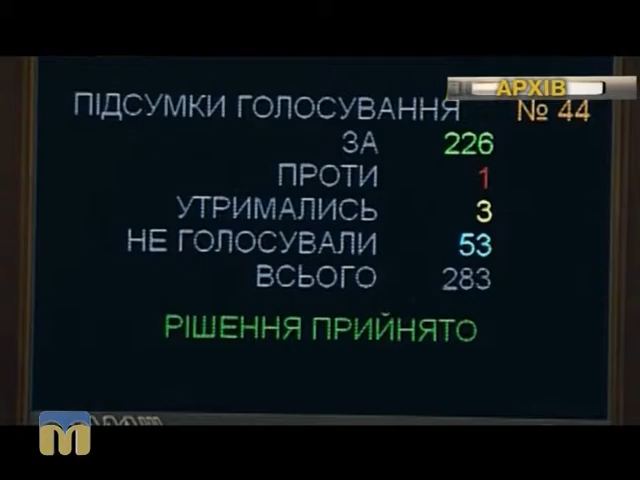 АРХІВ
ПІДСУМКИ ГОЛОСУВАННЯ № 44
ЗА 226
ПРОТИ 1
УТРИМАЛИСЬ 3
НЕ ГОЛОСУВАЛИ 53
ВСЬОГО 283
РІШЕННЯ ПРИЙНЯТО